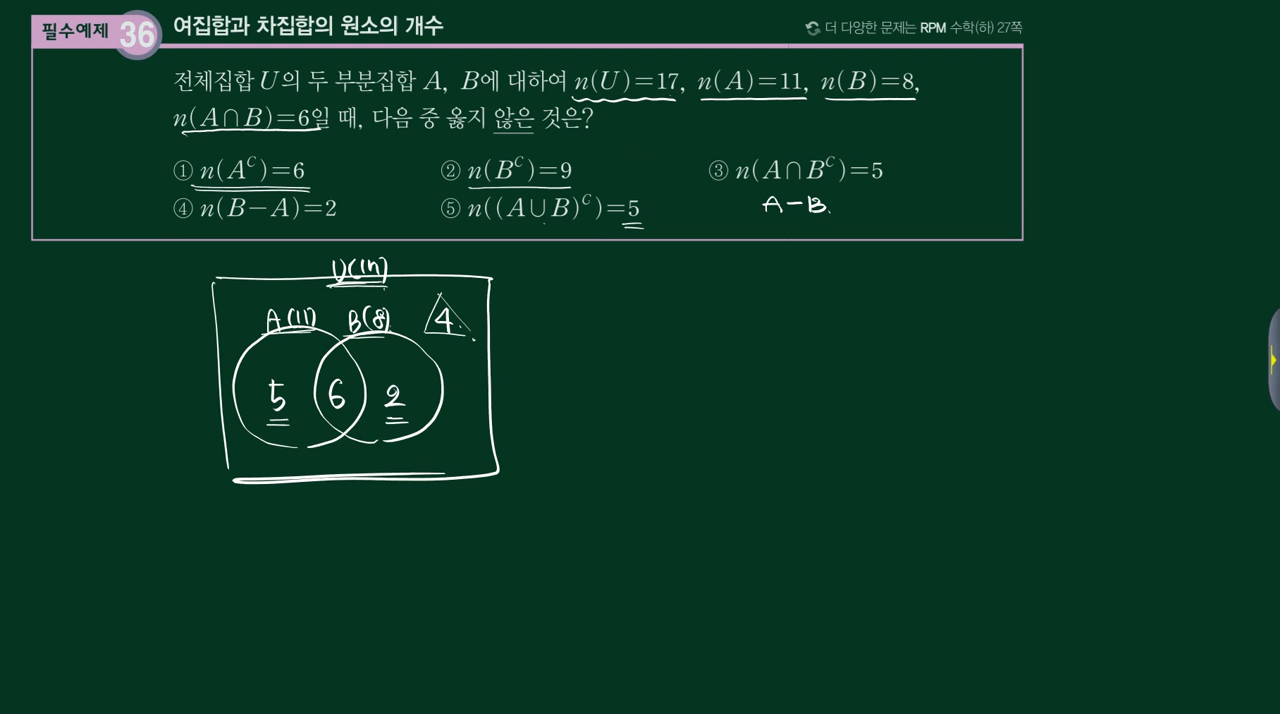 필수예제 36 여집합과 차집합의 원소의 개수 더 다양한 문제는 RPM 수학(하) 27쪽
전체집합 U의 두 부분집합 A, B에 대하여 n(U)=17, n(A)=11, n(B)=8,
n(A∩B)=6일 때, 다음 중 옳지 않은 것은?
① n(Aᶜ)=6 ② n(Bᶜ)=9 ③ n(A∩Bᶜ)=5
④ n(B−A)=2 ⑤ n((A∪B)ᶜ)=5
A−B
A(11) B(8) 4
5 6 2